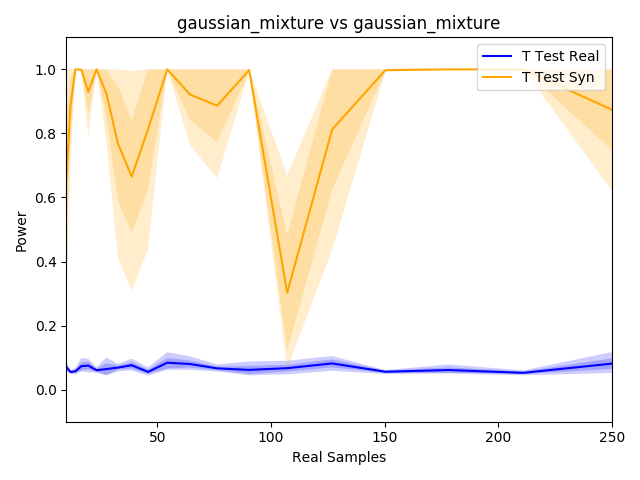 gaussian_mixture vs gaussian_mixture
T Test Real
T Test Syn
1.0
0.8
0.6
0.4
0.2
0.0
Power
50
100
150
200
250
Real Samples